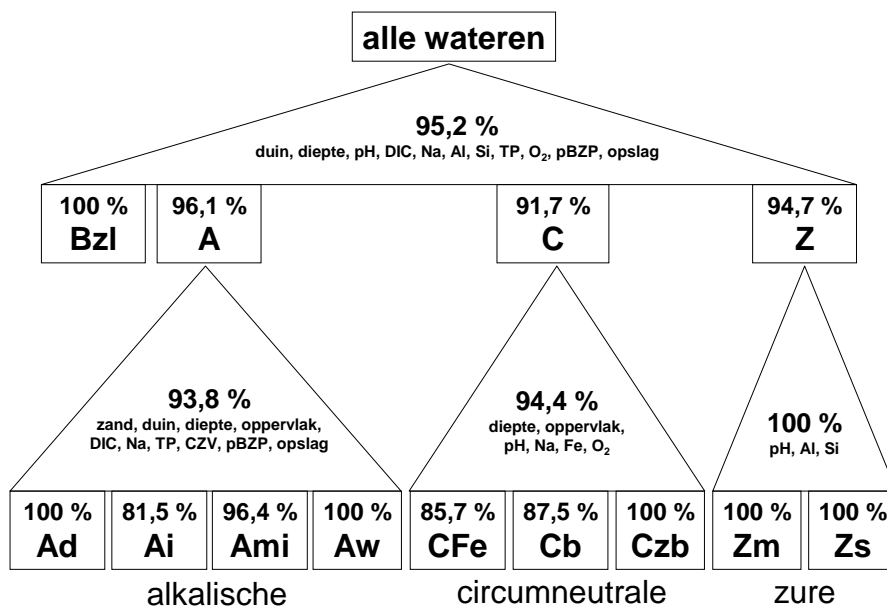 alle wateren
95,2 %
duin, diepte, pH, DIC, Na, Al, Si, TP, O₂, pBZP, opslag
100 % 96,1 % 91,7 % 94,7 %
Bzl A C Z
93,8 %
zand, duin, diepte, oppervlak,
DIC, Na, TP, CZV, pBZP, opslag
94,4 %
diepte, oppervlak,
pH, Na, Fe, O₂
100 %
pH, Al, Si
100 % 81,5 % 96,4 % 100 % 85,7 % 87,5 % 100 % 100 % 100 %
Ad Ai Ami Aw CFe Cb Czb Zm Zs
alkalische circumneutrale zure